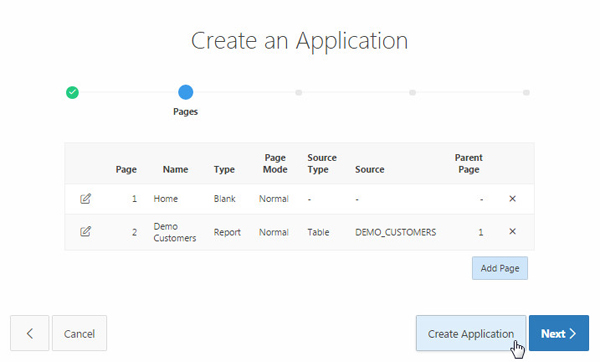 Create an Application
Pages
Page Name Type Page Mode Source Type Source Parent Page
1 Home Blank Normal - - -
2 Demo Customers Report Normal Table DEMO_CUSTOMERS 1
Add Page
Cancel Create Application Next